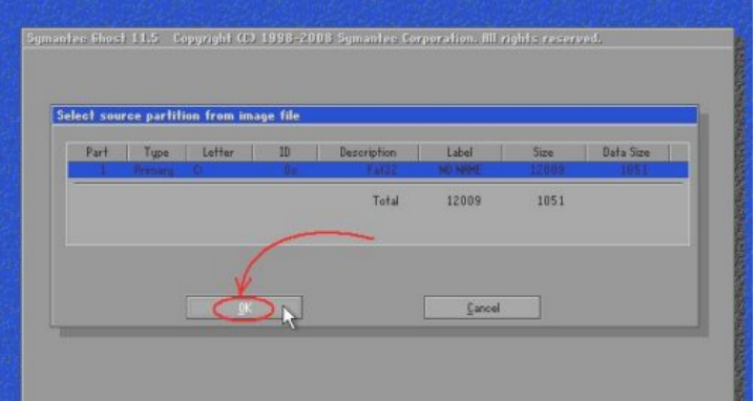 Symantec Ghost 11.5 Copyright (C) 1998-2008 Symantec Corporation. All rights reserved.
Select source partition from image file
Part Type Letter ID Description Label Size Data Size
1 Primary C: Fat32 NO NAME 12009 1051
Total 12009 1051
OK Cancel